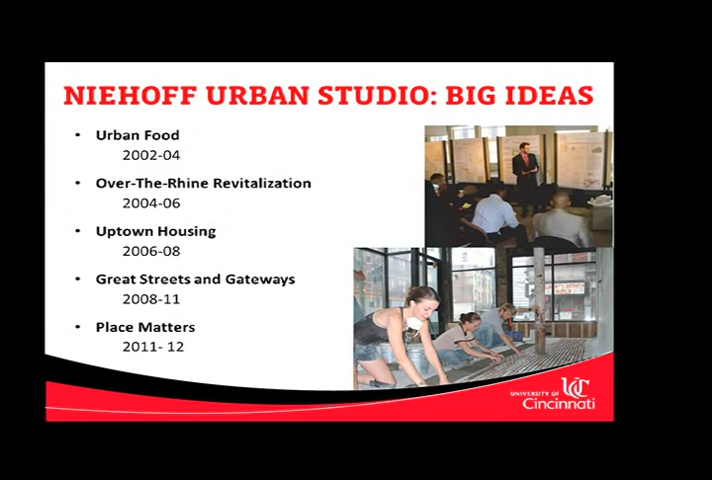 NIEHOFF URBAN STUDIO: BIG IDEAS
• Urban Food
2002-04
• Over-The-Rhine Revitalization
2004-06
• Uptown Housing
2006-08
• Great Streets and Gateways
2008-11
• Place Matters
2011- 12
UNIVERSITY OF
UC
Cincinnati